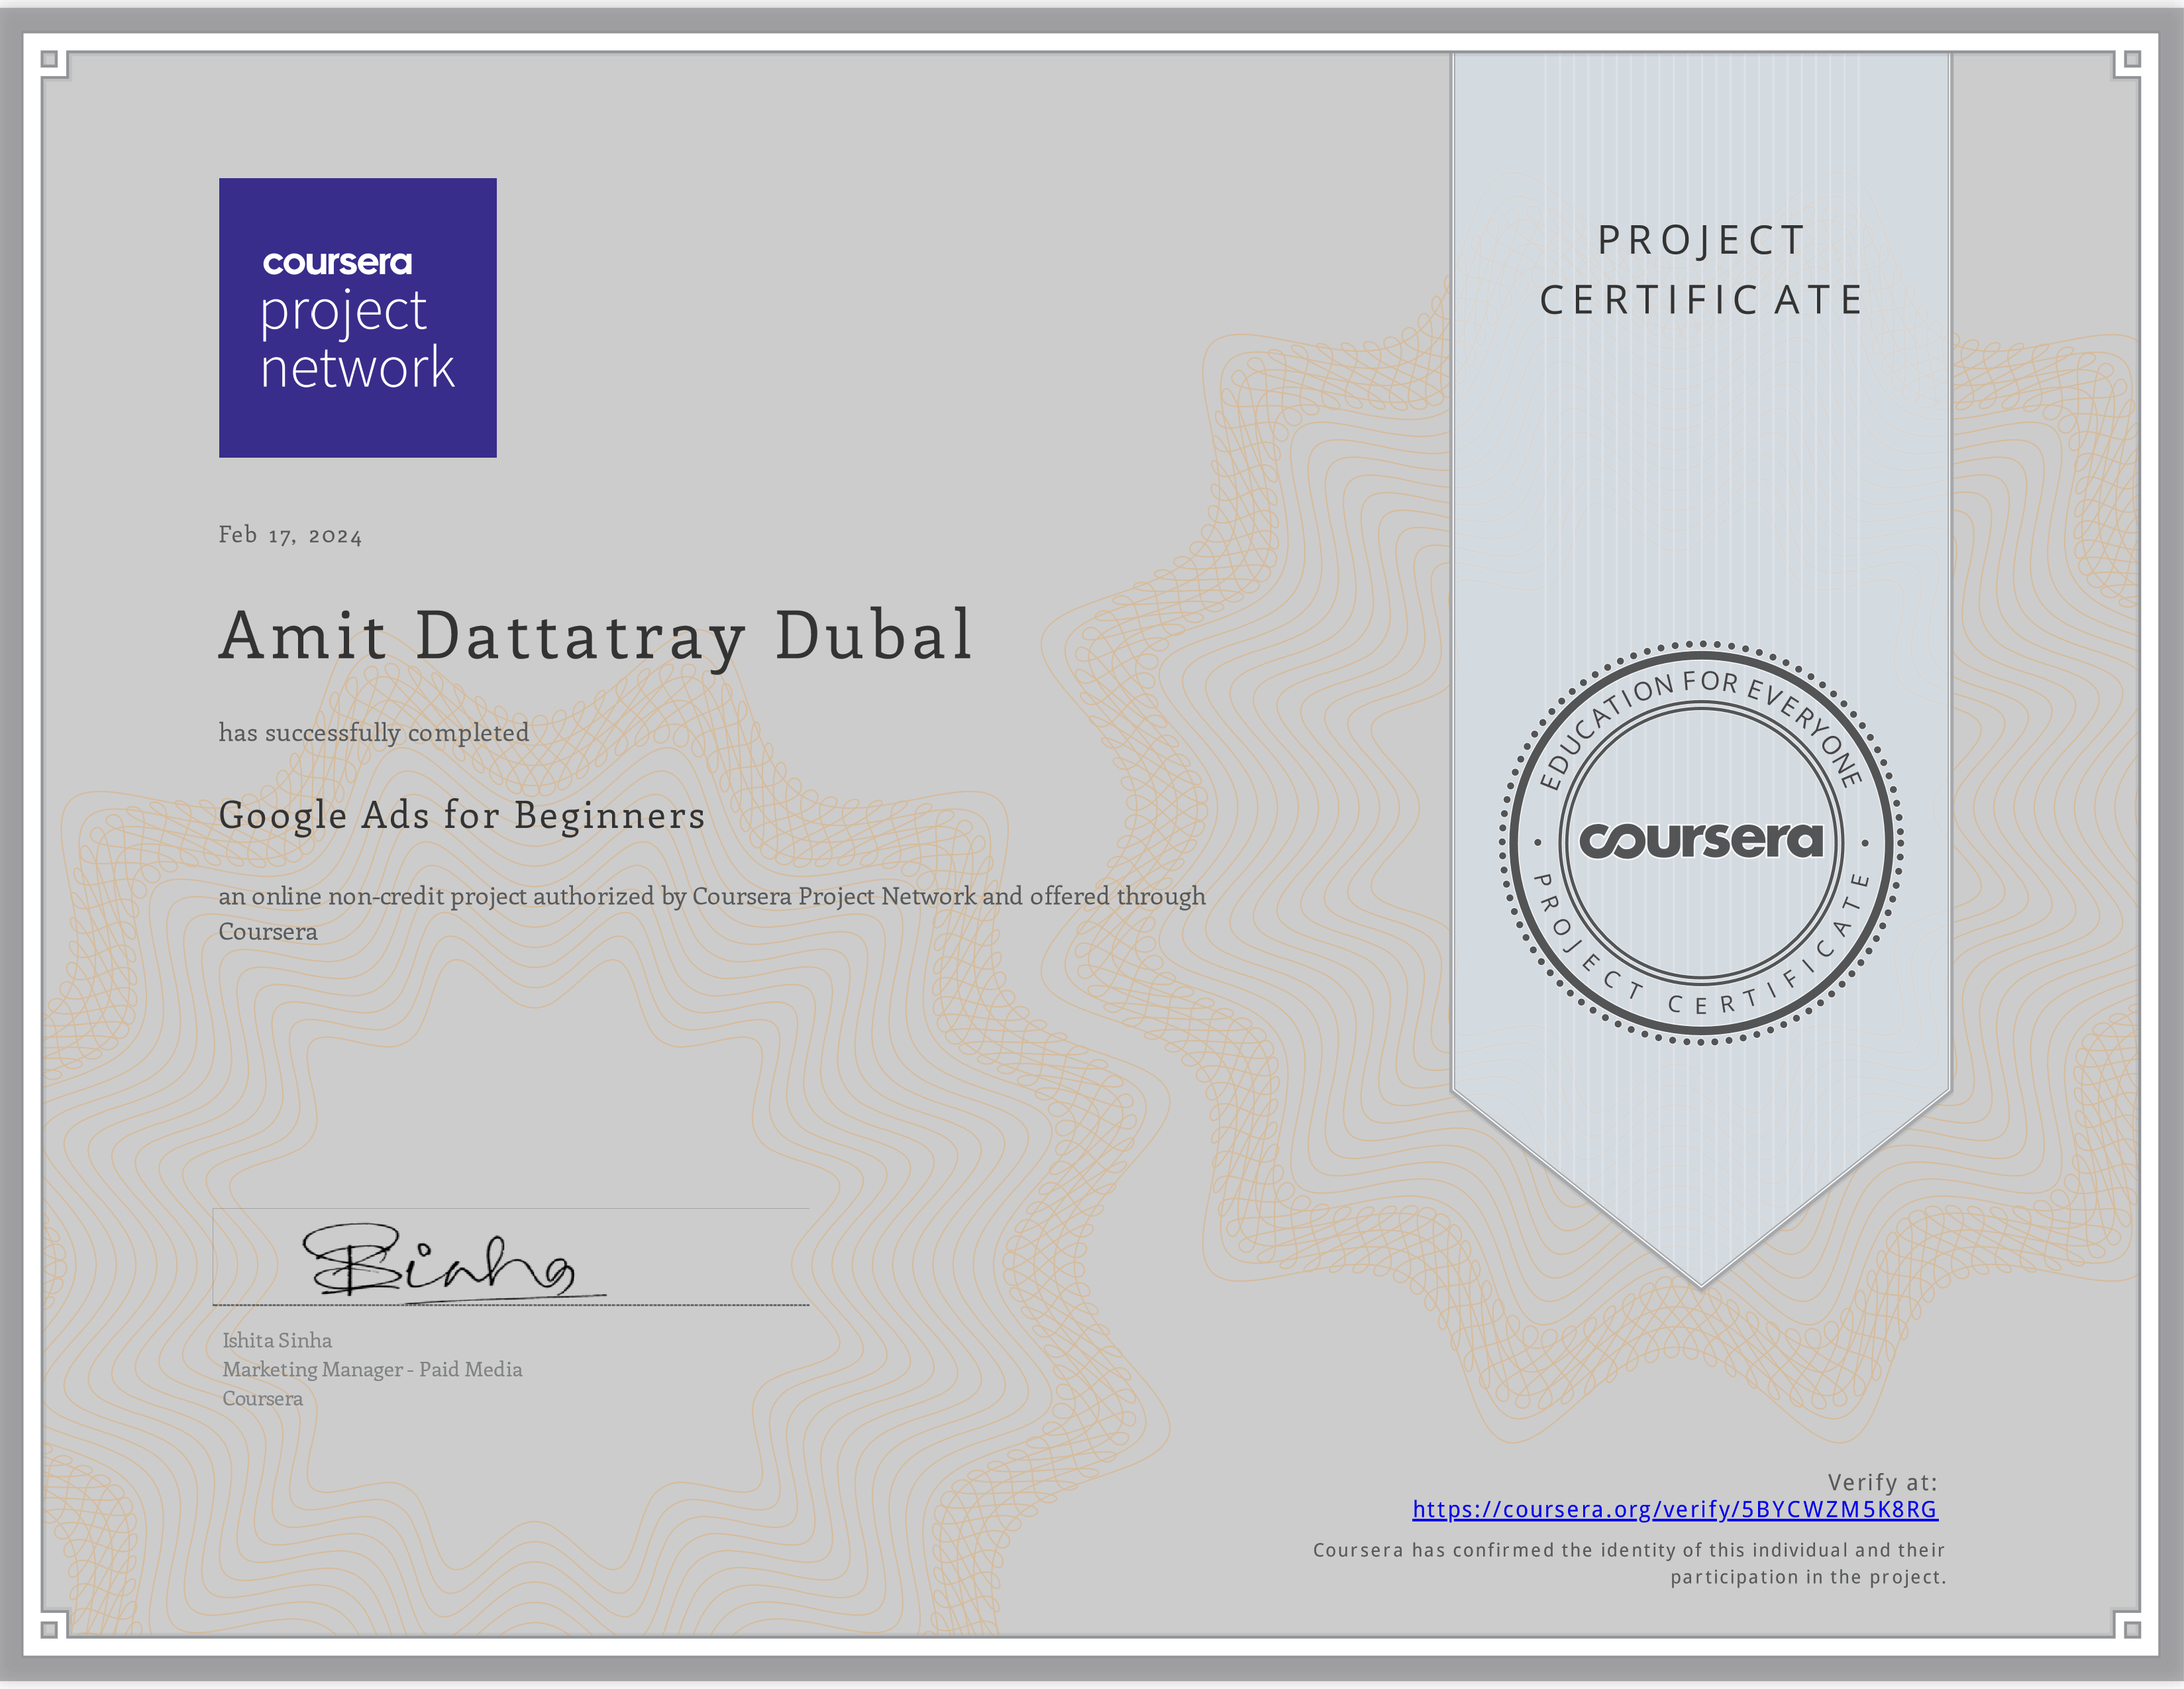 coursera
project
network
PROJECT
CERTIFICATE
Feb 17, 2024
Amit Dattatray Dubal
has successfully completed
Google Ads for Beginners
an online non-credit project authorized by Coursera Project Network and offered through
Coursera
EDUCATION FOR EVERYONE
coursera
PROJECT CERTIFICATE
Sinha
Ishita Sinha
Marketing Manager - Paid Media
Coursera
Verify at:
https://coursera.org/verify/5BYCWZM5K8RG
Coursera has confirmed the identity of this individual and their
participation in the project.